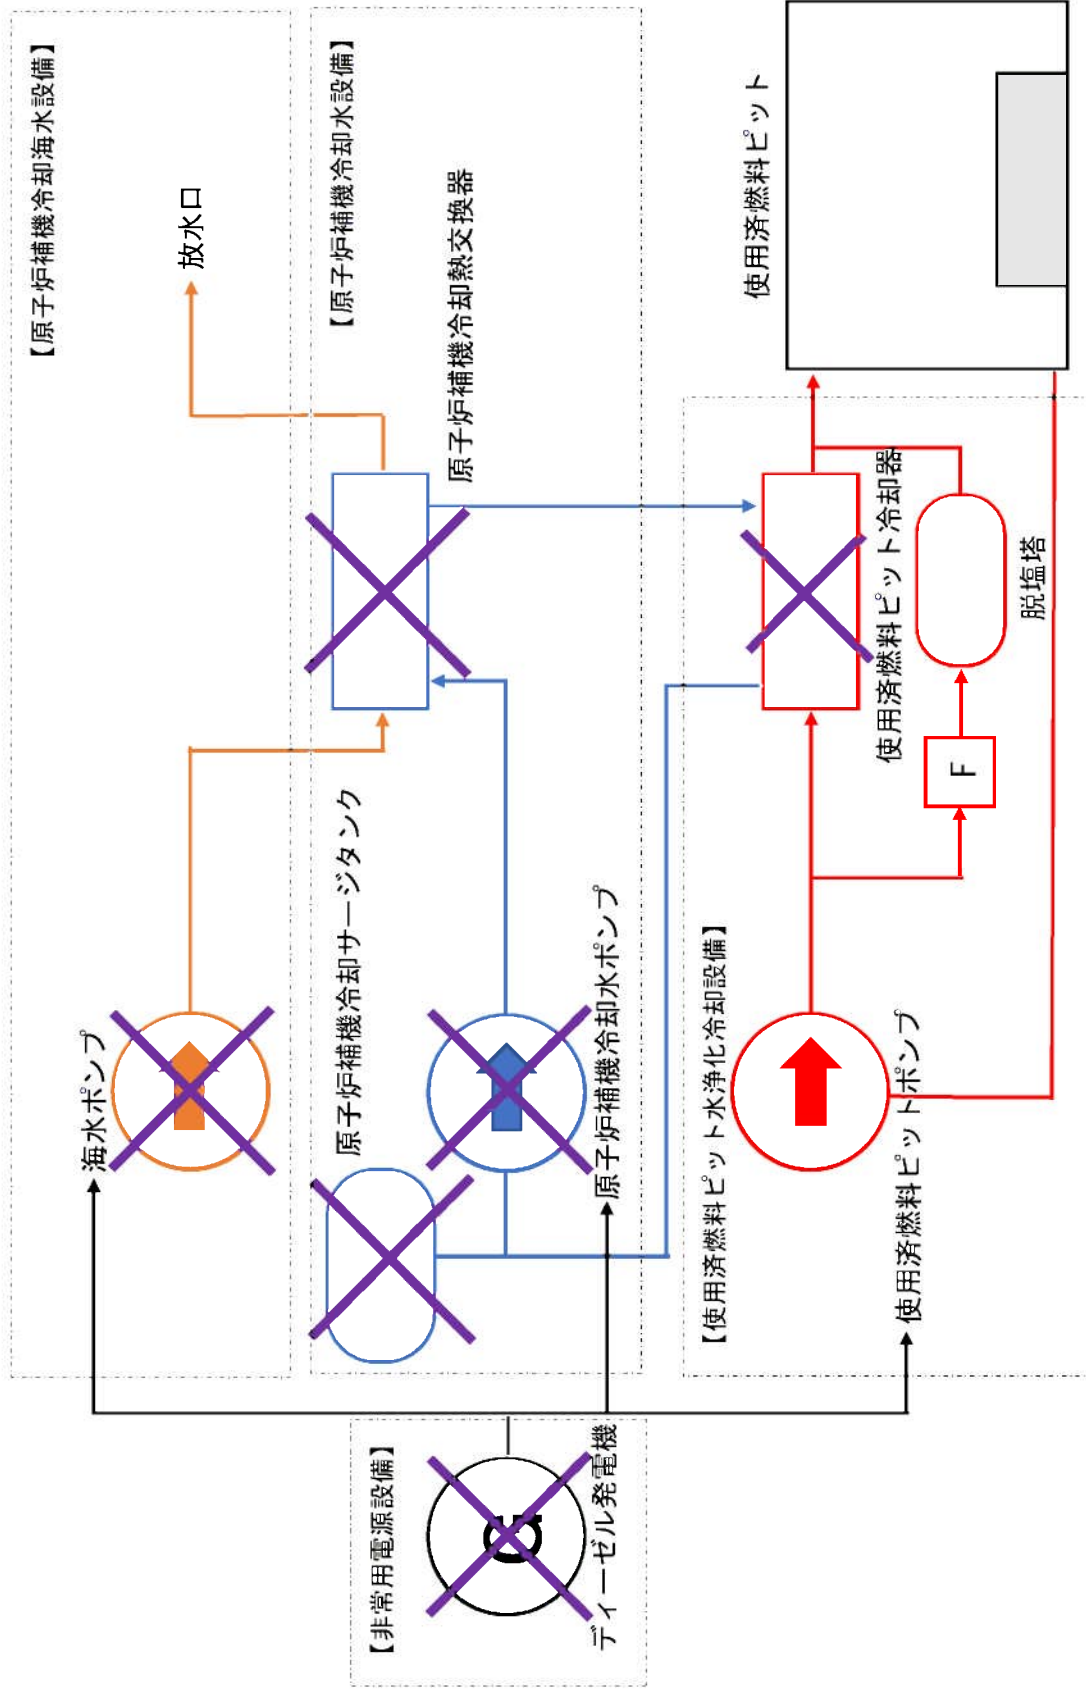 【原子炉補機冷却海水設備】
放水口
海水ポンプ
【原子炉補機冷却水設備】
原子炉補機冷却熱交換器
原子炉補機冷却サージタンク
原子炉補機冷却水ポンプ
【非常用電源設備】
G
ディーゼル発電機
【使用済燃料ピット水浄化冷却設備】
使用済燃料ピット
使用済燃料ピット冷却器
脱塩塔
F
使用済燃料ピットポンプ